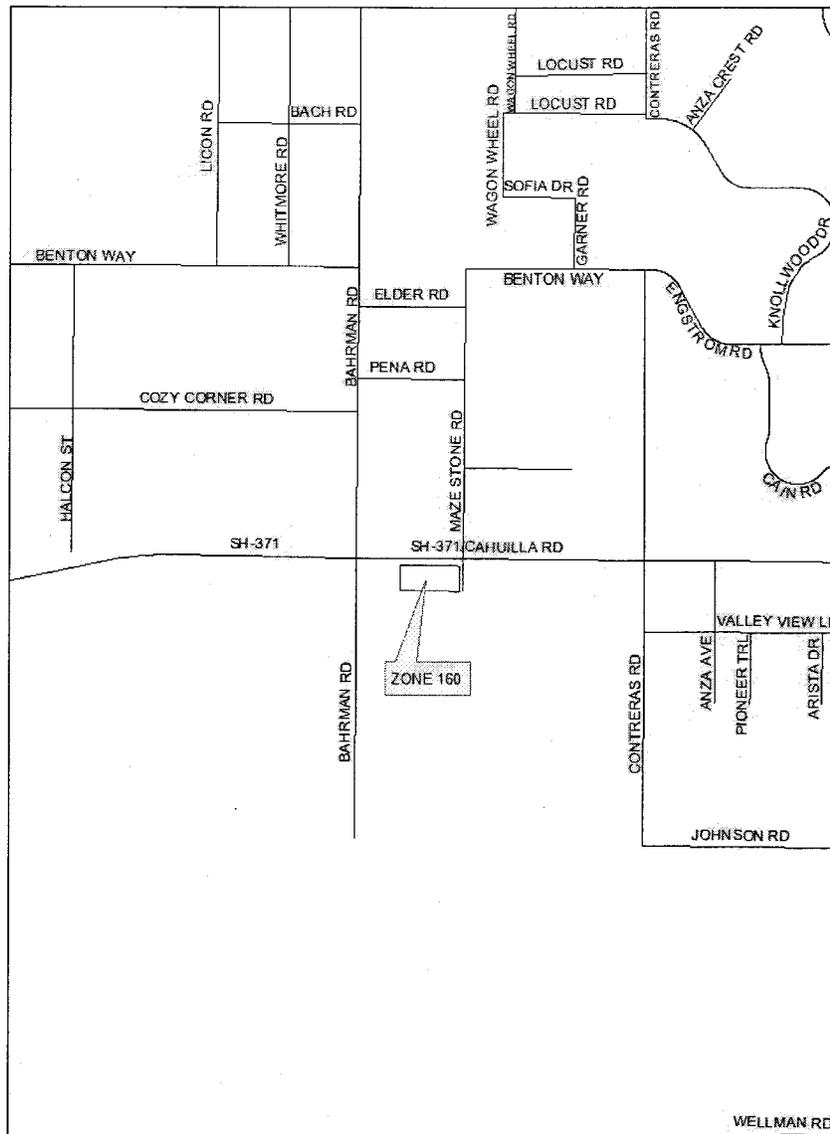 WAGON WHEEL RD
CONTRERAS RD
ANZA CREST RD
LOCUST RD
LICON RD
BACH RD
WAGON WHEEL RD
LOCUST RD
WHITMORE RD
SOFIA DR
GARNER RD
KNOLLWOOD DR
BENTON WAY
BENTON WAY
BAHRMAN RD
ELDER RD
ENGSTROM RD
PENA RD
COZY CORNER RD
HALCON ST
MAZE STONE RD
CAIN RD
SH-371
SH-371/CAHUILLA RD
VALLEY VIEW L
BAHRMAN RD
ZONE 160
CONTRERAS RD
ANZA AVE
PIONEER TRL
ARISTA DR
JOHNSON RD
WELLMAN RD